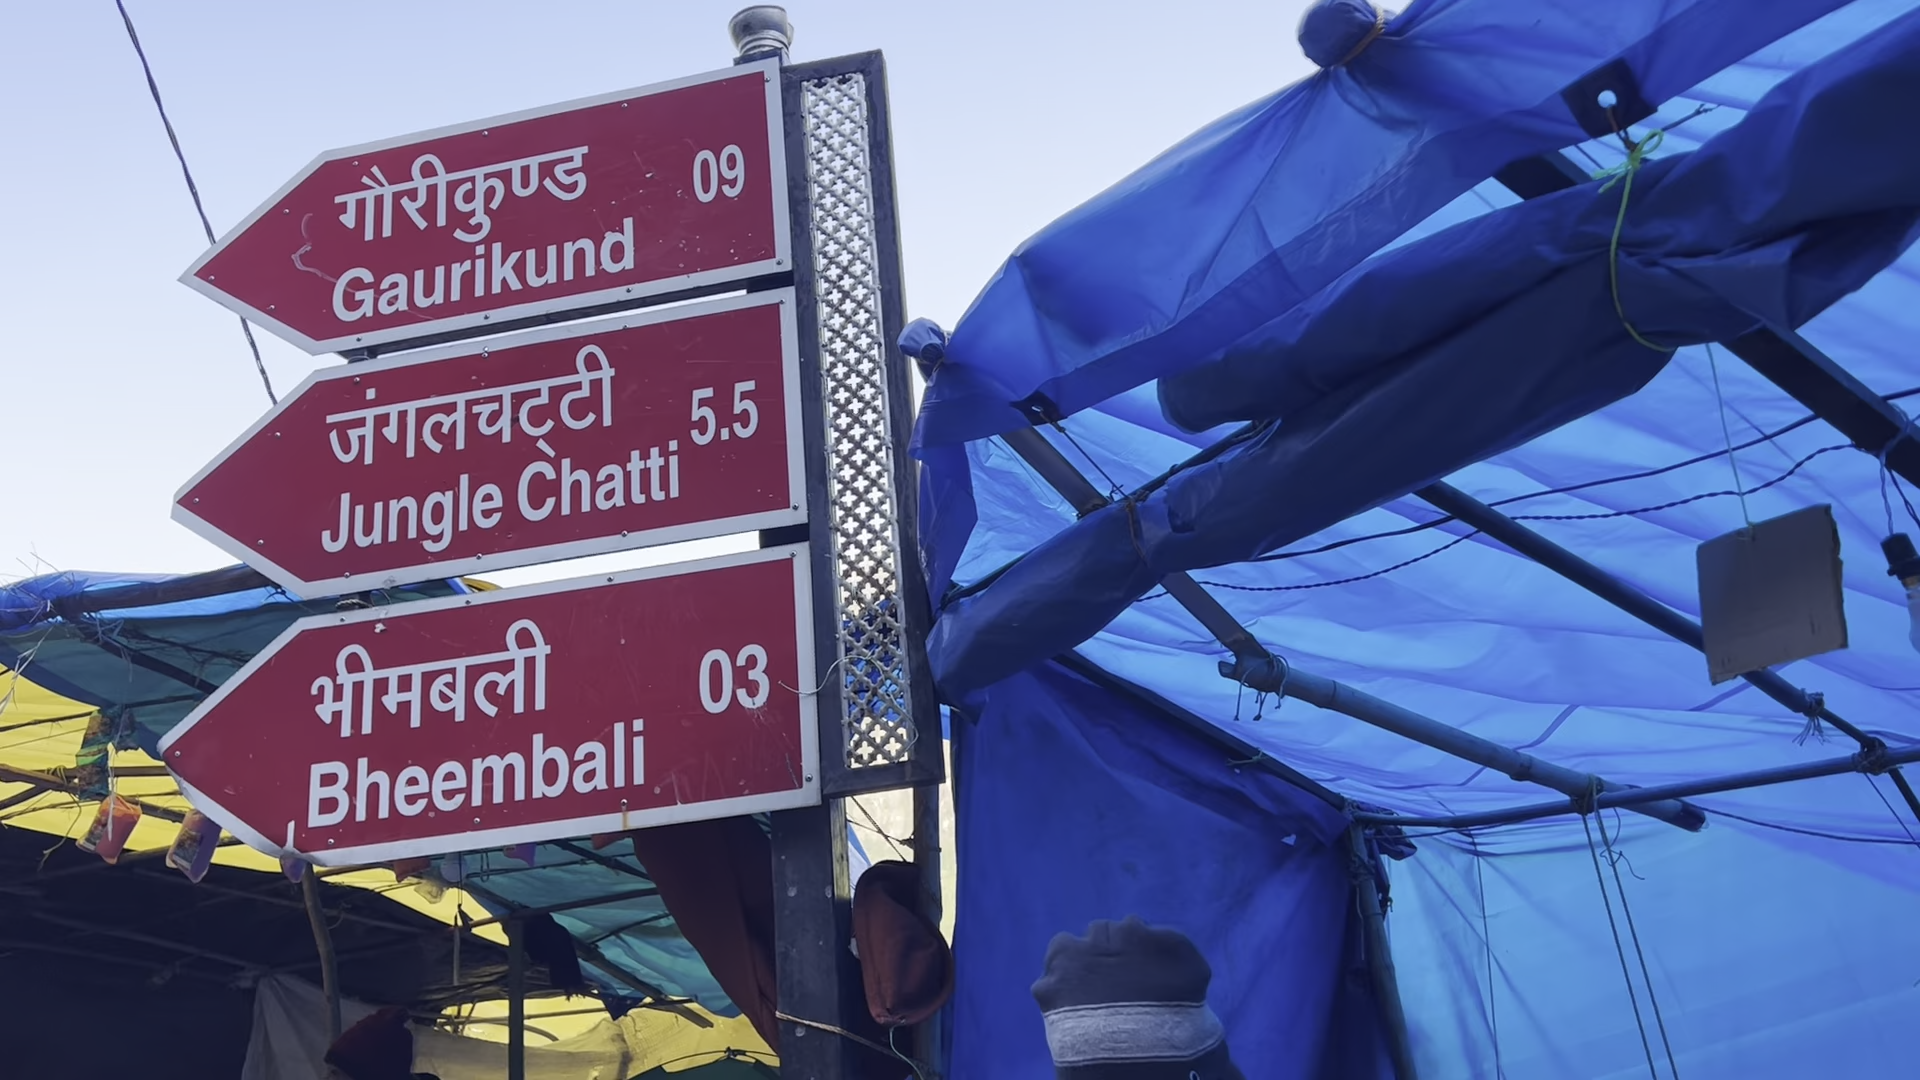 गौरीकुण्ड 09
Gaurikund
जंगलचट्टी 5.5
Jungle Chatti
भीमबली 03
Bheembali